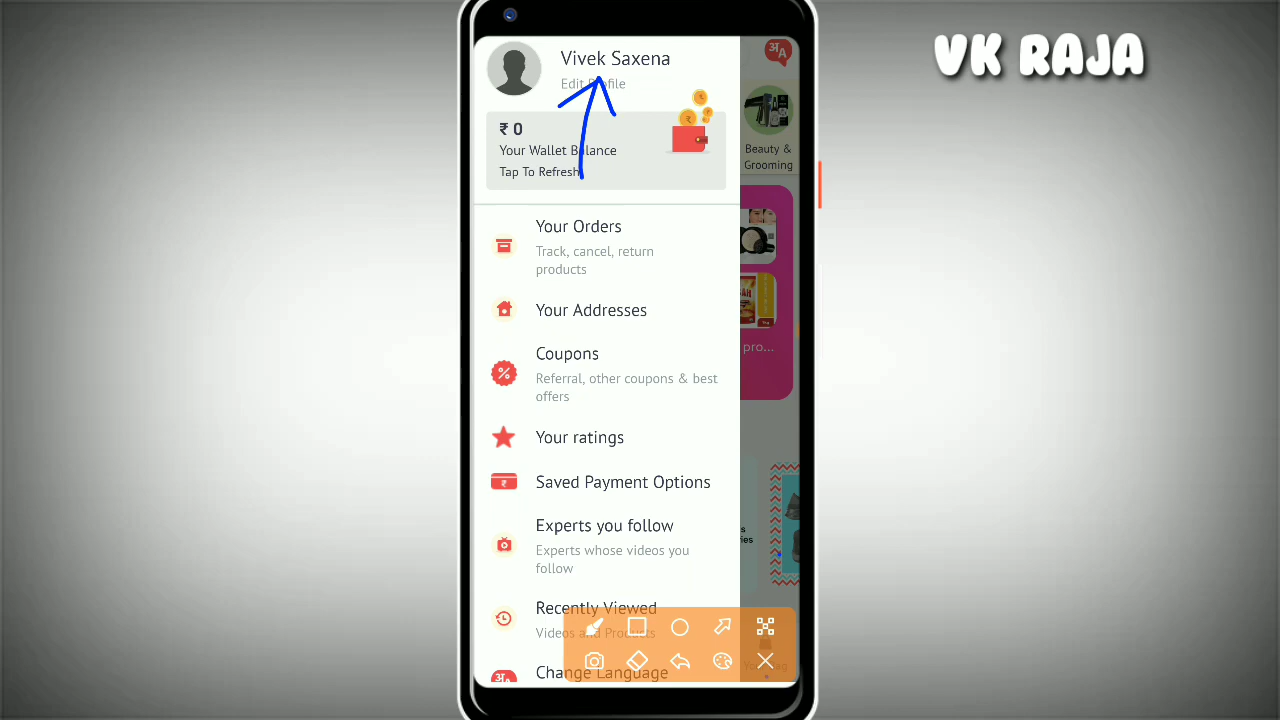 VK RAJA
Vivek Saxena
Edit Profile
₹ 0
Your Wallet Balance
Tap To Refresh
Your Orders
Track, cancel, return
products
Your Addresses
Coupons
Referral, other coupons & best
offers
Your ratings
Saved Payment Options
Experts you follow
Experts whose videos you
follow
Recently Viewed
Videos and Products
Change Language
अ A
Beauty &
Grooming
pro...